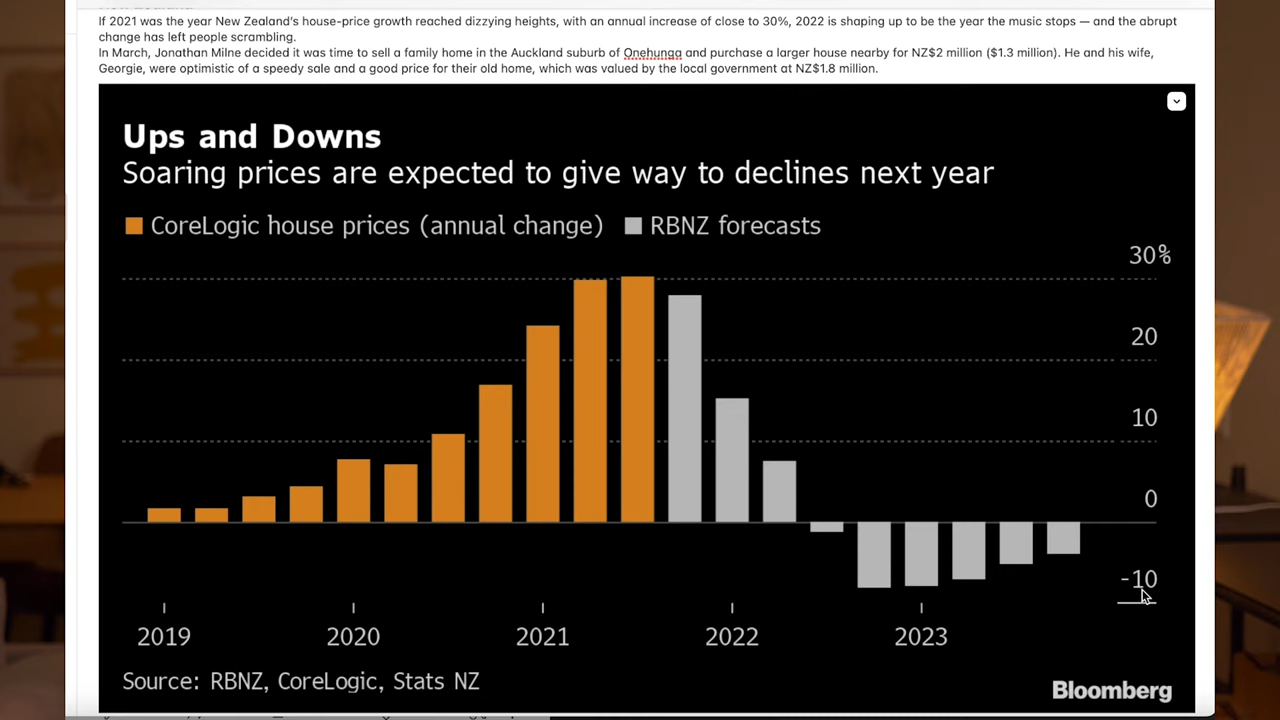 If 2021 was the year New Zealand's house-price growth reached dizzying heights, with an annual increase of close to 30%, 2022 is shaping up to be the year the music stops — and the abrupt
change has left people scrambling.
In March, Jonathan Milne decided it was time to sell a family home in the Auckland suburb of Onehunga and purchase a larger house nearby for NZ$2 million ($1.3 million). He and his wife,
Georgie, were optimistic of a speedy sale and a good price for their old home, which was valued by the local government at NZ$1.8 million.
Ups and Downs
Soaring prices are expected to give way to declines next year
CoreLogic house prices (annual change) RBNZ forecasts
30%
20
10
0
-10
2019 2020 2021 2022 2023
Source: RBNZ, CoreLogic, Stats NZ
Bloomberg